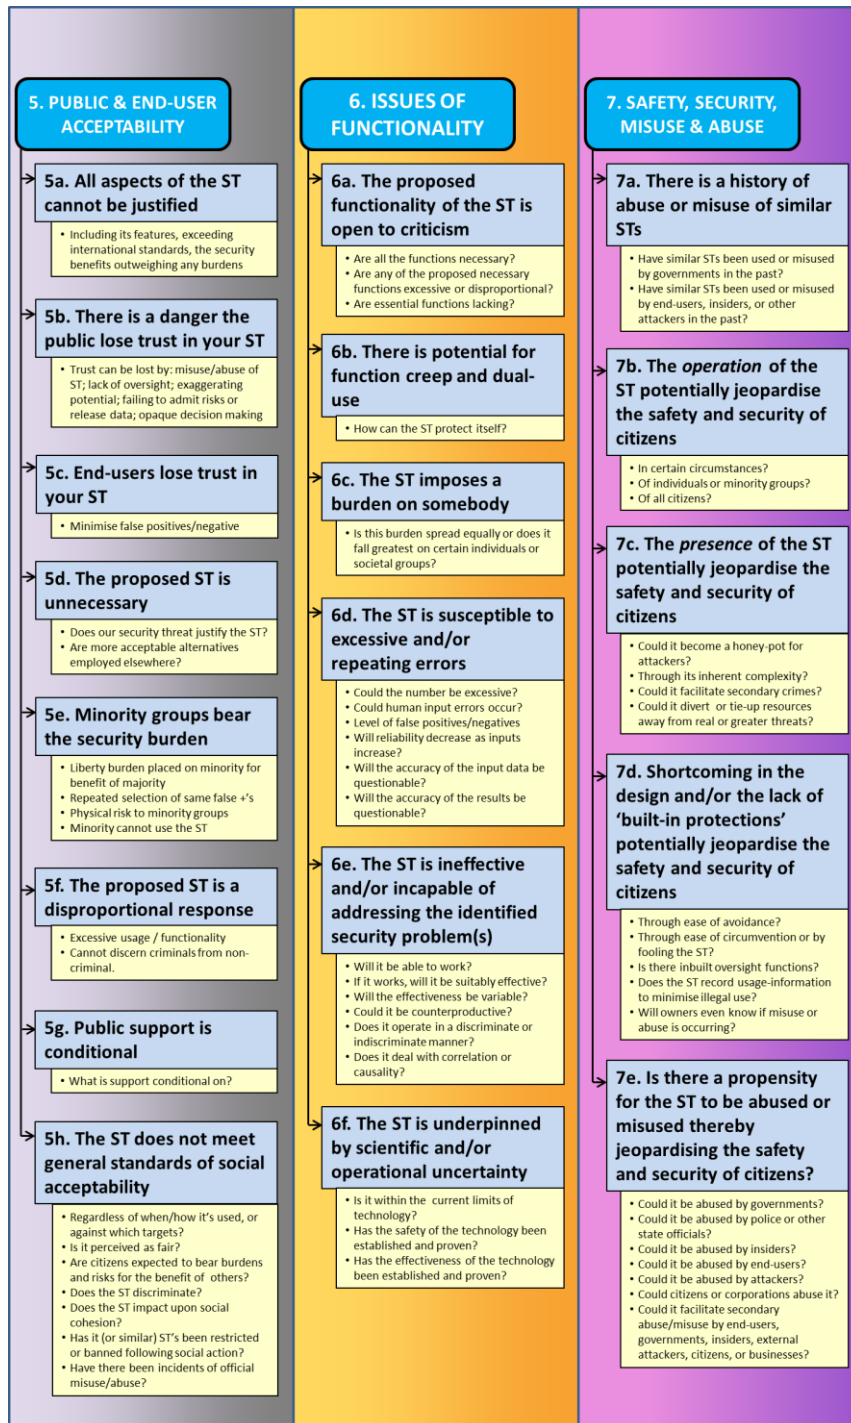 5. PUBLIC & END-USER
ACCEPTABILITY
5a. All aspects of the ST
cannot be justified
• Including its features, exceeding
international standards, the security
benefits outweighing any burdens
5b. There is a danger the
public lose trust in your ST
• Trust can be lost by: misuse/abuse of
ST; lack of oversight; exaggerating
potential; failing to admit risks or
release data; opaque decision making
5c. End-users lose trust in
your ST
• Minimise false positives/negative
5d. The proposed ST is
unnecessary
• Does our security threat justify the ST?
• Are more acceptable alternatives
employed elsewhere?
5e. Minority groups bear
the security burden
• Liberty burden placed on minority for
benefit of majority
• Repeated selection of same false +'s
• Physical risk to minority groups
• Minority cannot use the ST
5f. The proposed ST is a
disproportional response
• Excessive usage / functionality
• Cannot discern criminals from non-
criminal.
5g. Public support is
conditional
• What is support conditional on?
5h. The ST does not meet
general standards of social
acceptability
• Regardless of when/how it's used, or
against which targets?
• Is it perceived as fair?
• Are citizens expected to bear burdens
and risks for the benefit of others?
• Does the ST discriminate?
• Does the ST impact upon social
cohesion?
• Has it (or similar) ST's been restricted
or banned following social action?
• Have there been incidents of official
misuse/abuse?
6. ISSUES OF
FUNCTIONALITY
6a. The proposed
functionality of the ST is
open to criticism
• Are all the functions necessary?
• Are any of the proposed necessary
functions excessive or disproportional?
• Are essential functions lacking?
6b. There is potential for
function creep and dual-
use
• How can the ST protect itself?
6c. The ST imposes a
burden on somebody
• Is this burden spread equally or does it
fall greatest on certain individuals or
societal groups?
6d. The ST is susceptible to
excessive and/or
repeating errors
• Could the number be excessive?
• Could human input errors occur?
• Level of false positives/negatives
• Will reliability decrease as inputs
increase?
• Will the accuracy of the input data be
questionable?
• Will the accuracy of the results be
questionable?
6e. The ST is ineffective
and/or incapable of
addressing the identified
security problem(s)
• Will it be able to work?
• If it works, will it be suitably effective?
• Will the effectiveness be variable?
• Could it be counterproductive?
• Does it operate in a discriminate or
indiscriminate manner?
• Does it deal with correlation or
causality?
6f. The ST is underpinned
by scientific and/or
operational uncertainty
• Is it within the current limits of
technology?
• Has the safety of the technology been
established and proven?
• Has the effectiveness of the technology
been established and proven?
7. SAFETY, SECURITY,
MISUSE & ABUSE
7a. There is a history of
abuse or misuse of similar
STs
• Have similar STs been used or misused
by governments in the past?
• Have similar STs been used or misused
by end-users, insiders, or other
attackers in the past?
7b. The operation of the
ST potentially jeopardise
the safety and security of
citizens
• In certain circumstances?
• Of individuals or minority groups?
• Of all citizens?
7c. The presence of the ST
potentially jeopardise the
safety and security of
citizens
• Could it become a honey-pot for
attackers?
• Through its inherent complexity?
• Could it facilitate secondary crimes?
• Could it divert or tie-up resources
away from real or greater threats?
7d. Shortcoming in the
design and/or the lack of
‘built-in protections’
potentially jeopardise the
safety and security of
citizens
• Through ease of avoidance?
• Through ease of circumvention or by
fooling the ST?
• Is there inbuilt oversight functions?
• Does the ST record usage-information
to minimise illegal use?
• Will owners even know if misuse or
abuse is occurring?
7e. Is there a propensity
for the ST to be abused or
misused thereby
jeopardising the safety
and security of citizens?
• Could it be abused by governments?
• Could it be abused by police or other
state officials?
• Could it be abused by insiders?
• Could it be abused by end-users?
• Could it be abused by attackers?
• Could citizens or corporations abuse it?
• Could it facilitate secondary
abuse/misuse by end-users,
governments, insiders, external
attackers, citizens, or businesses?